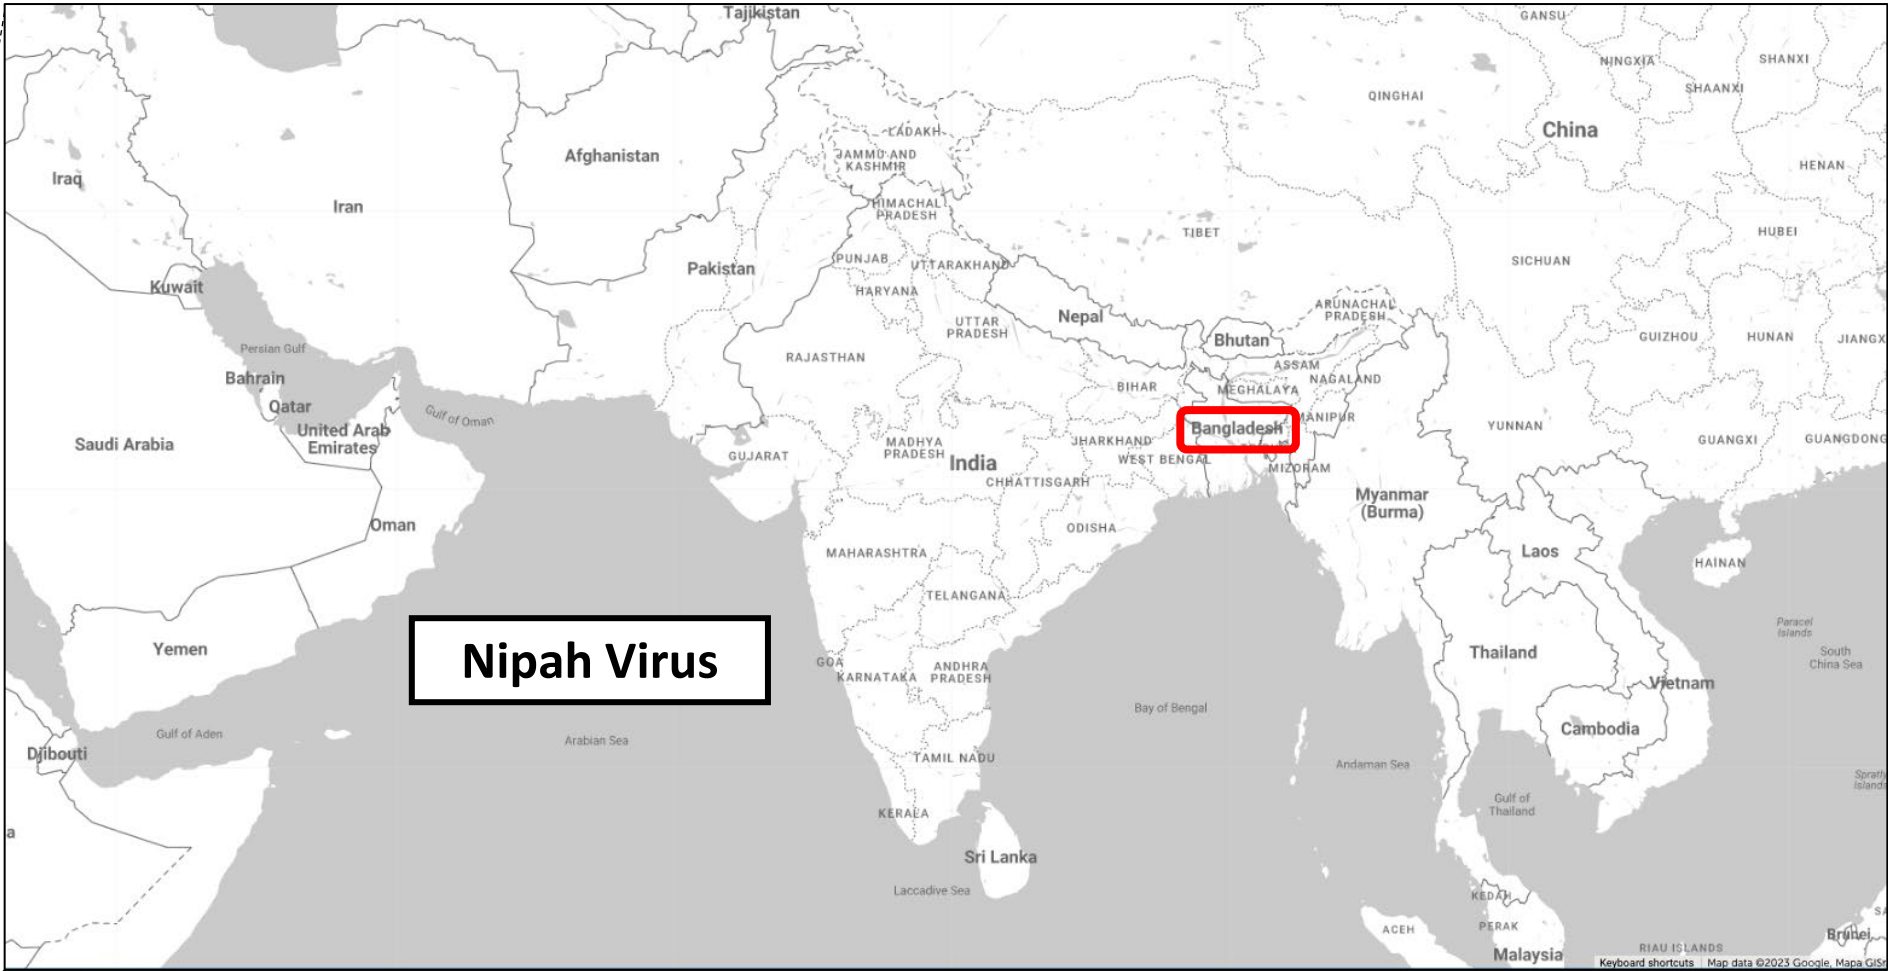 Tajikistan
GANSU
NINGXIA
SHANXI
SHAANXI
QINGHAI
China
LADAKH
JAMMU AND
KASHMIR
Afghanistan
HENAN
Iraq
Iran
HIMACHAL
PRADESH
TIBET
HUBEI
Pakistan
PUNJAB
UTTARAKHAND
SICHUAN
Kuwait
HARYANA
ARUNACHAL
PRADESH
Nepal
UTTAR
PRADESH
Bhutan
GUIZHOU
HUNAN
JIANGX
Persian Gulf
RAJASTHAN
ASSAM
NAGALAND
Bahrain
BIHAR
MEGHALAYA
Qatar
Gulf of Oman
MANIPUR
United Arab
Emirates
Bangladesh
YUNNAN
Saudi Arabia
GUJARAT
MADHYA
PRADESH
JHARKHAND
GUANGXI
GUANGDONG
India
WEST BENGAL
MIZORAM
CHHATTISGARH
Myanmar
(Burma)
Oman
ODISHA
MAHARASHTRA
Laos
HAINAN
TELANGANA
Paracel
Islands
Yemen
Nipah Virus
GOA
KARNATAKA
ANDHRA
PRADESH
Thailand
South
China Sea
Vietnam
Bay of Bengal
Gulf of Aden
Arabian Sea
Cambodia
Djibouti
TAMIL NADU
Andaman Sea
Spratly
Islands
Gulf of
Thailand
KERALA
a
Sri Lanka
Laccadive Sea
KEDAH
ACEH
PERAK
SA
Brunei
Malaysia
RIAU ISLANDS
Keyboard shortcuts
Map data ©2023 Google, Mapa GISr